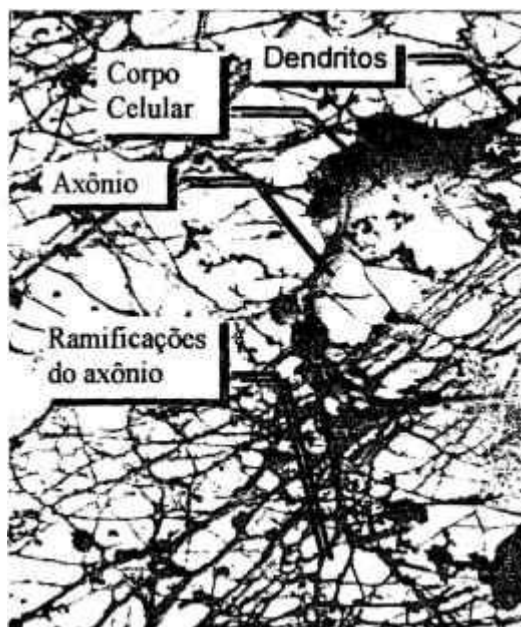 Dendritos
Corpo
Celular
Axônio
Ramificações
do axônio